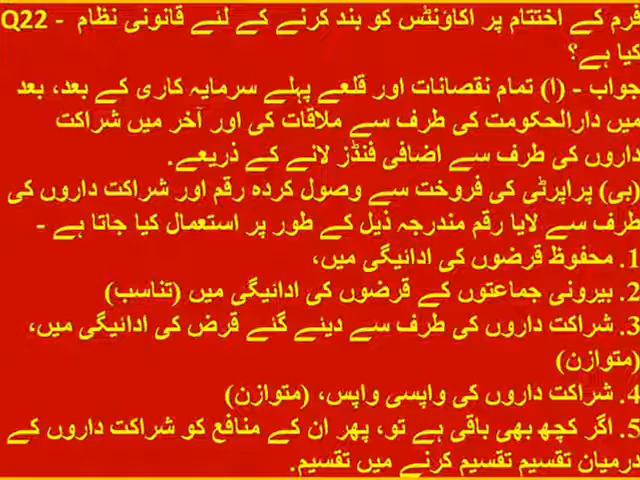 Q22 - فرم کے اختتام پر اکاؤنٹس کو بند کرنے کے لئے قانونی نظام
کیا ہے؟
جواب - (ا) تمام نقصانات اور قلعے پہلے سرمایہ کاری کے بعد، بعد
میں دارالحکومت کی طرف سے ملاقات کی اور آخر میں شراکت
داروں کی طرف سے اضافی فنڈز لانے کے ذریعے.
(بی) پراپرٹی کی فروخت سے وصول کردہ رقم اور شراکت داروں کی
طرف سے لایا رقم مندرجہ ذیل کے طور پر استعمال کیا جاتا ہے -
1. محفوظ قرضوں کی ادائیگی میں،
2. بیرونی جماعتوں کے قرضوں کی ادائیگی میں (تناسب)
3. شراکت داروں کی طرف سے دیئے گئے قرض کی ادائیگی میں،
(متوازن)
4. شراکت داروں کی واپسی واپس، (متوازن)
5. اگر کچھ بھی باقی ہے تو، پھر ان کے منافع کو شراکت داروں کے
درمیان تقسیم تقسیم کرنے میں تقسیم.